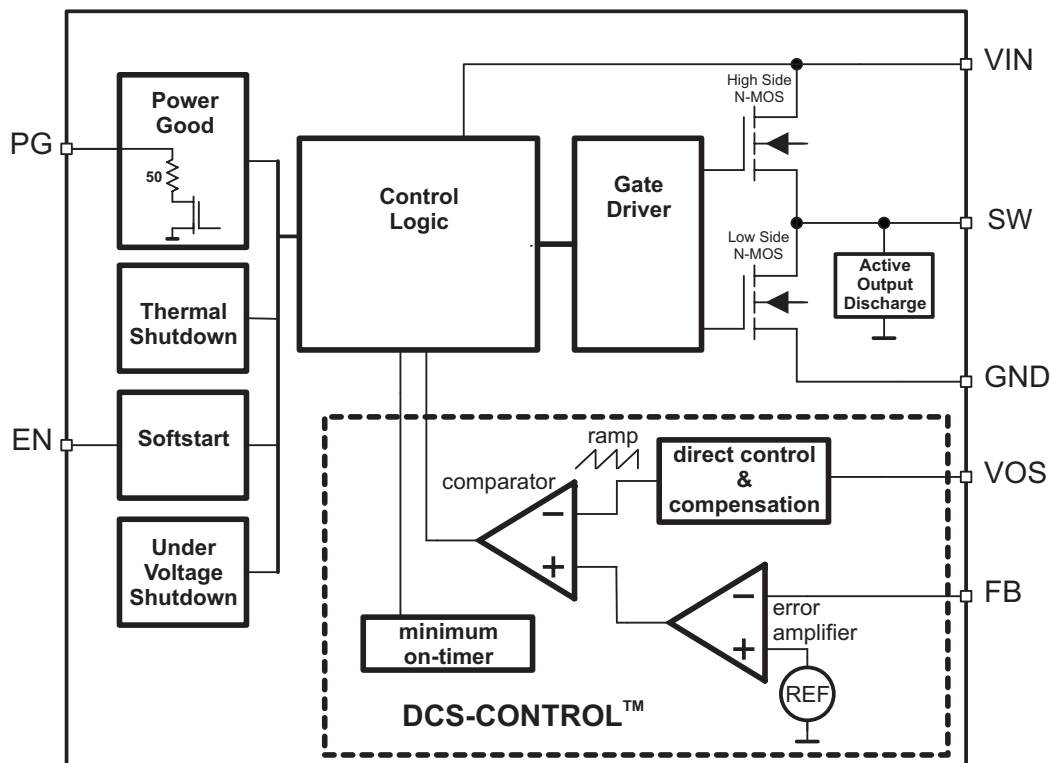 VIN
High Side
N-MOS
Power
Good
PG
50
Control
Logic
Gate
Driver
SW
Low Side
N-MOS
Active
Output
Discharge
Thermal
Shutdown
GND
EN
Softstart
ramp
direct control
&
compensation
VOS
comparator
−
+
Under
Voltage
Shutdown
FB
−
+
error
amplifier
minimum
on-timer
REF
DCS-CONTROL™